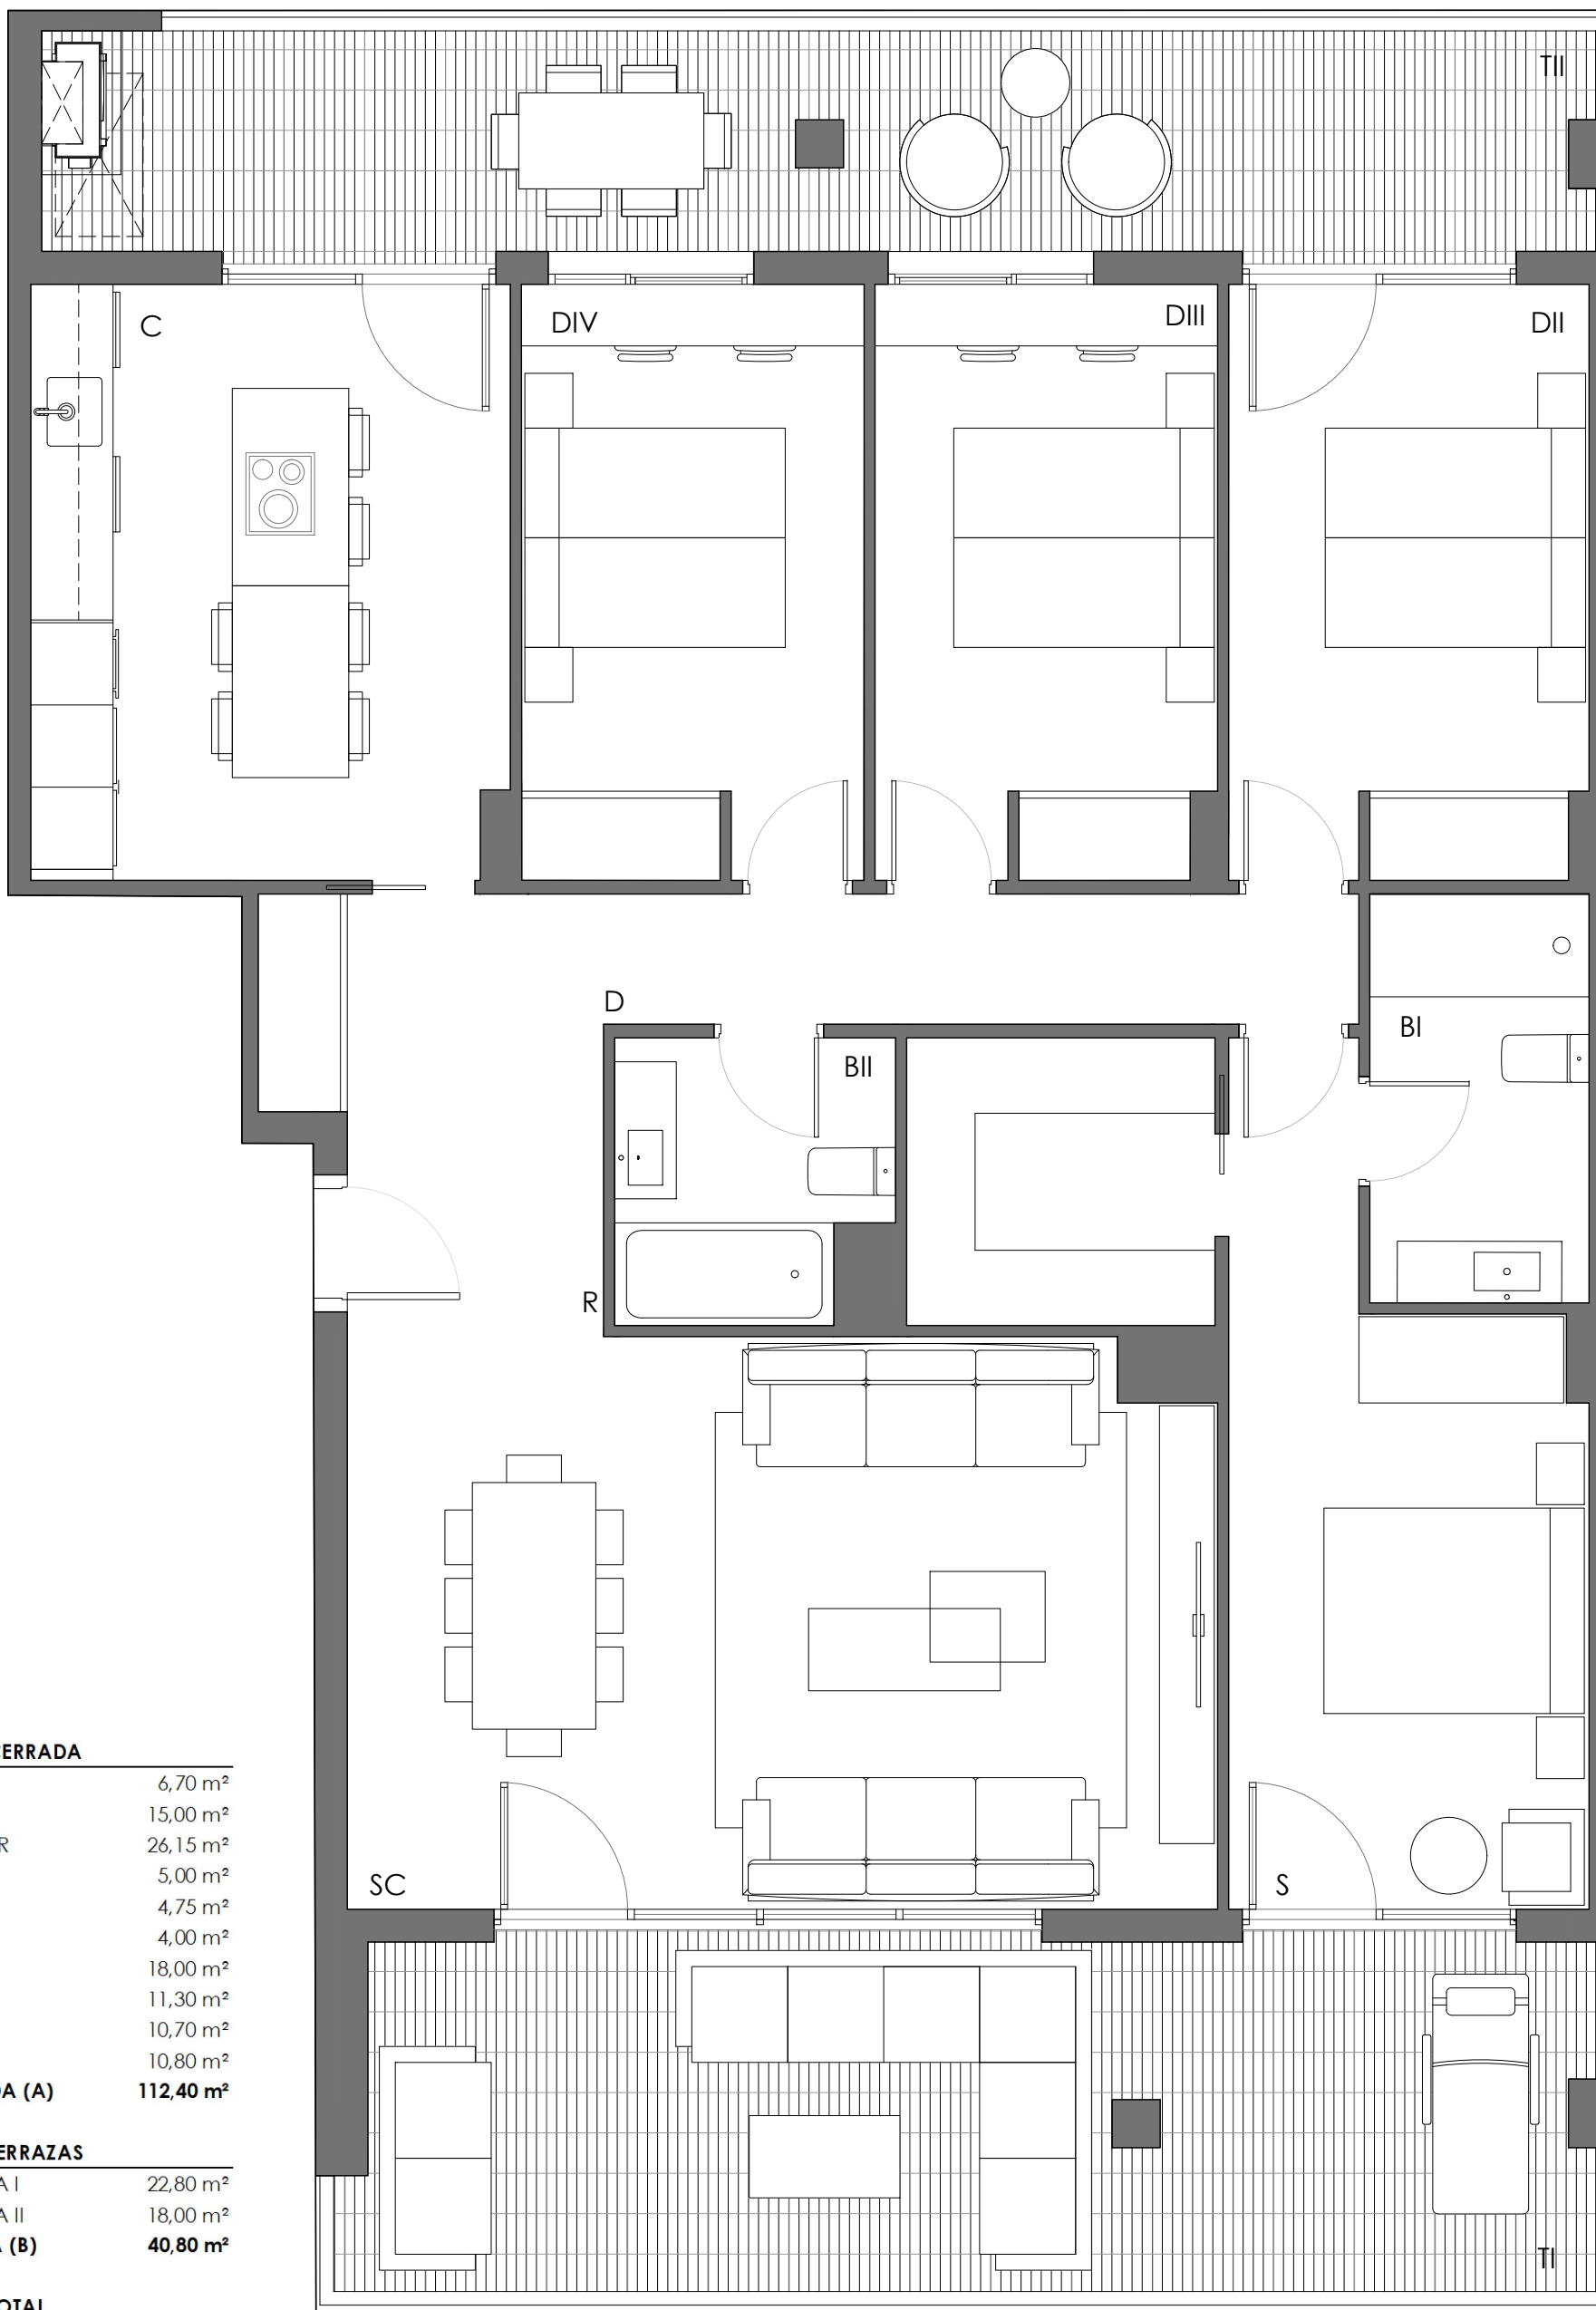 TII
C
DIV
DIII
DII
D
BII
BI
R
SC
S
TI
ERRADA
6,70 m²
15,00 m²
R 26,15 m²
5,00 m²
4,75 m²
4,00 m²
18,00 m²
11,30 m²
10,70 m²
10,80 m²
A (A) 112,40 m²
ERRAZAS
A I 22,80 m²
A II 18,00 m²
(B) 40,80 m²
OTAL